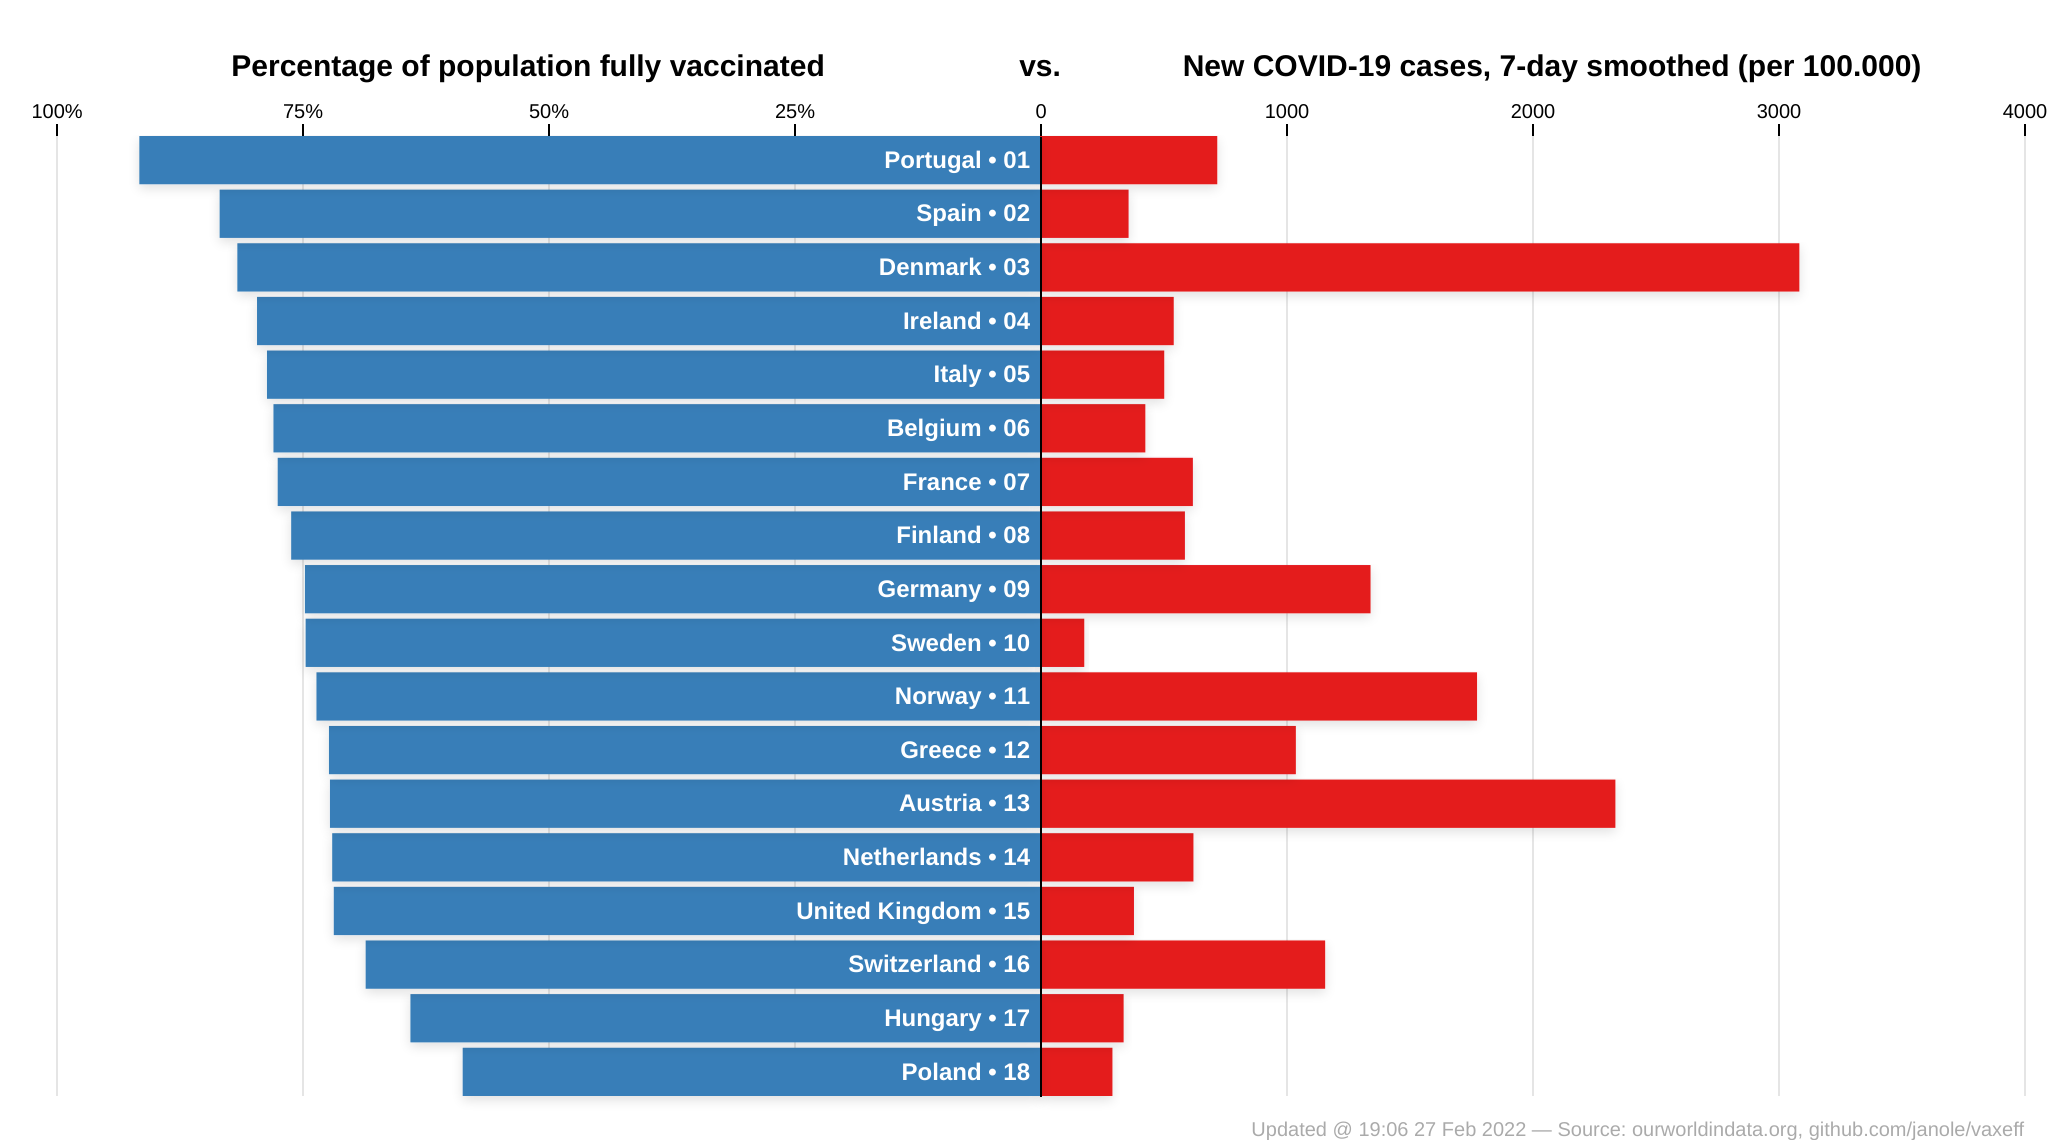 Percentage of population fully vaccinated vs. New COVID-19 cases, 7-day smoothed (per 100.000)
100% 75% 50% 25% 0 1000 2000 3000 4000
Portugal • 01
Spain • 02
Denmark • 03
Ireland • 04
Italy • 05
Belgium • 06
France • 07
Finland • 08
Germany • 09
Sweden • 10
Norway • 11
Greece • 12
Austria • 13
Netherlands • 14
United Kingdom • 15
Switzerland • 16
Hungary • 17
Poland • 18
Updated @ 19:06 27 Feb 2022 — Source: ourworldindata.org, github.com/janole/vaxeff